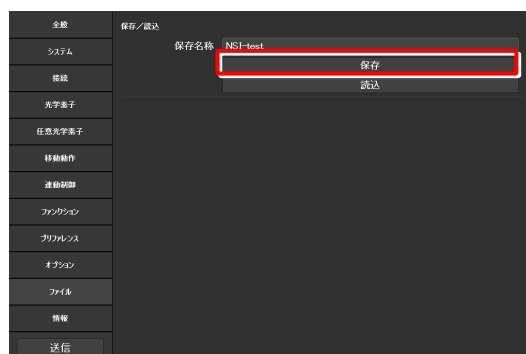 全般
システム
接続
光学素子
任意光学素子
移動動作
連動制御
ファンクション
プリファレンス
オプション
ファイル
情報
送信
保存／読込
保存名称 NSI-test
保存
読込